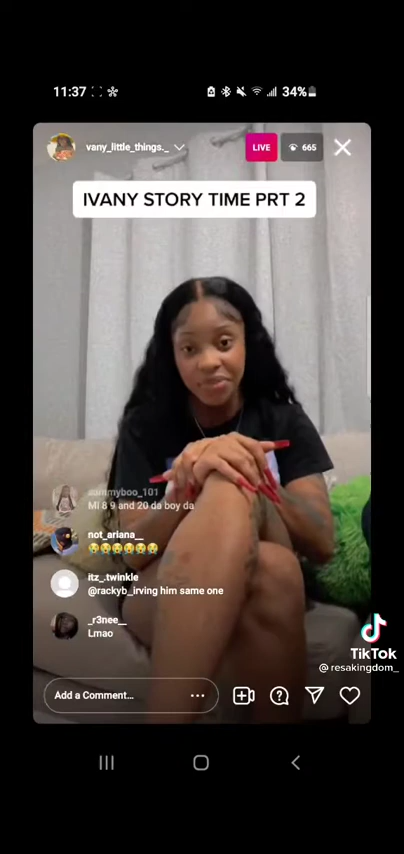 11:37
34%
vany_little_things._
LIVE
665
IVANY STORY TIME PRT 2
sammyboo_101
MI 8 9 and 20 da boy da
not_ariana__
itz_.twinkle
@rackyb_irving him same one
_r3nee__
Lmao
TikTok
@resakingdom_
Add a Comment...